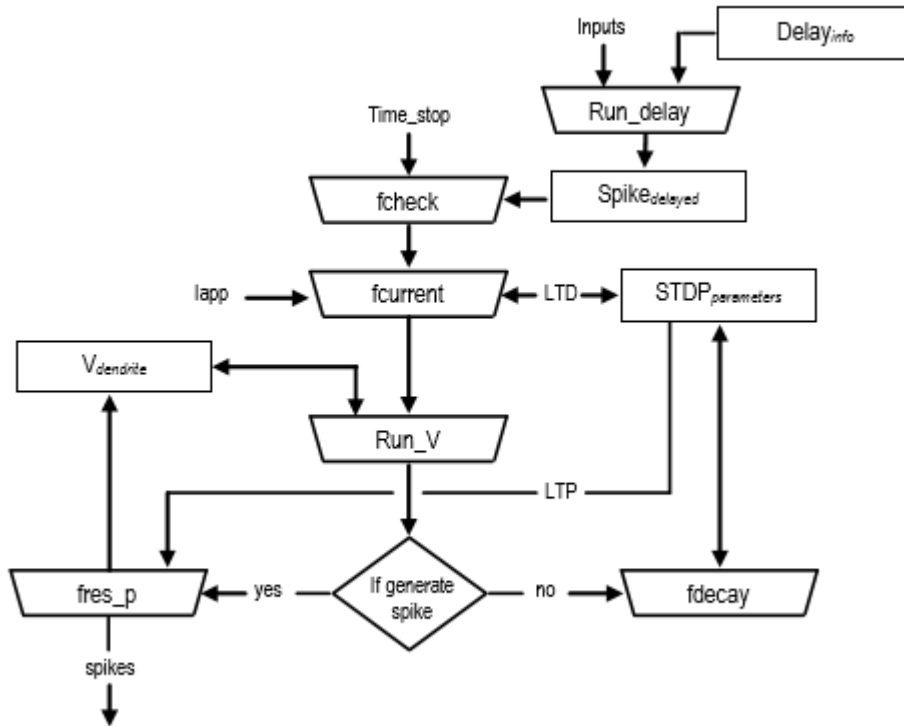 Inputs
Delayinfo
Run_delay
Time_stop
fcheck
Spikedelayed
Iapp
fcurrent
LTD
STDPparameters
Vdendrite
Run_V
LTP
fres_p
yes
If generate
spike
no
fdecay
spikes